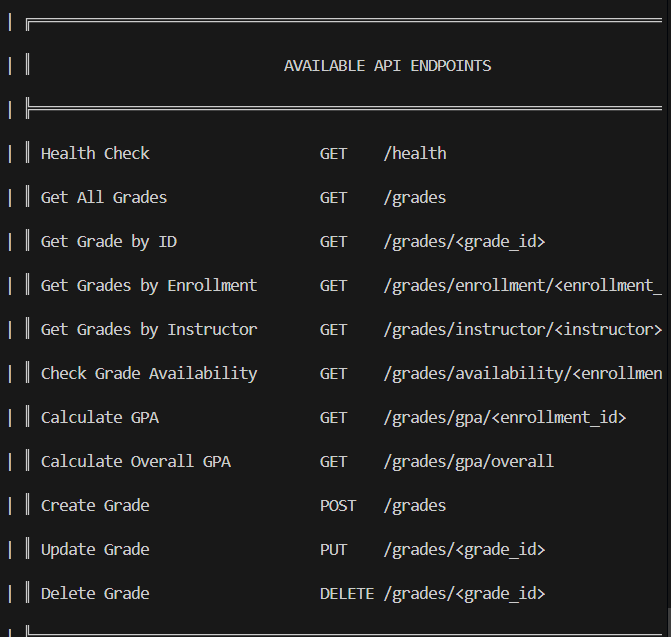 AVAILABLE API ENDPOINTS
Health Check GET /health
Get All Grades GET /grades
Get Grade by ID GET /grades/<grade_id>
Get Grades by Enrollment GET /grades/enrollment/<enrollment_
Get Grades by Instructor GET /grades/instructor/<instructor>
Check Grade Availability GET /grades/availability/<enrollmen
Calculate GPA GET /grades/gpa/<enrollment_id>
Calculate Overall GPA GET /grades/gpa/overall
Create Grade POST /grades
Update Grade PUT /grades/<grade_id>
Delete Grade DELETE /grades/<grade_id>